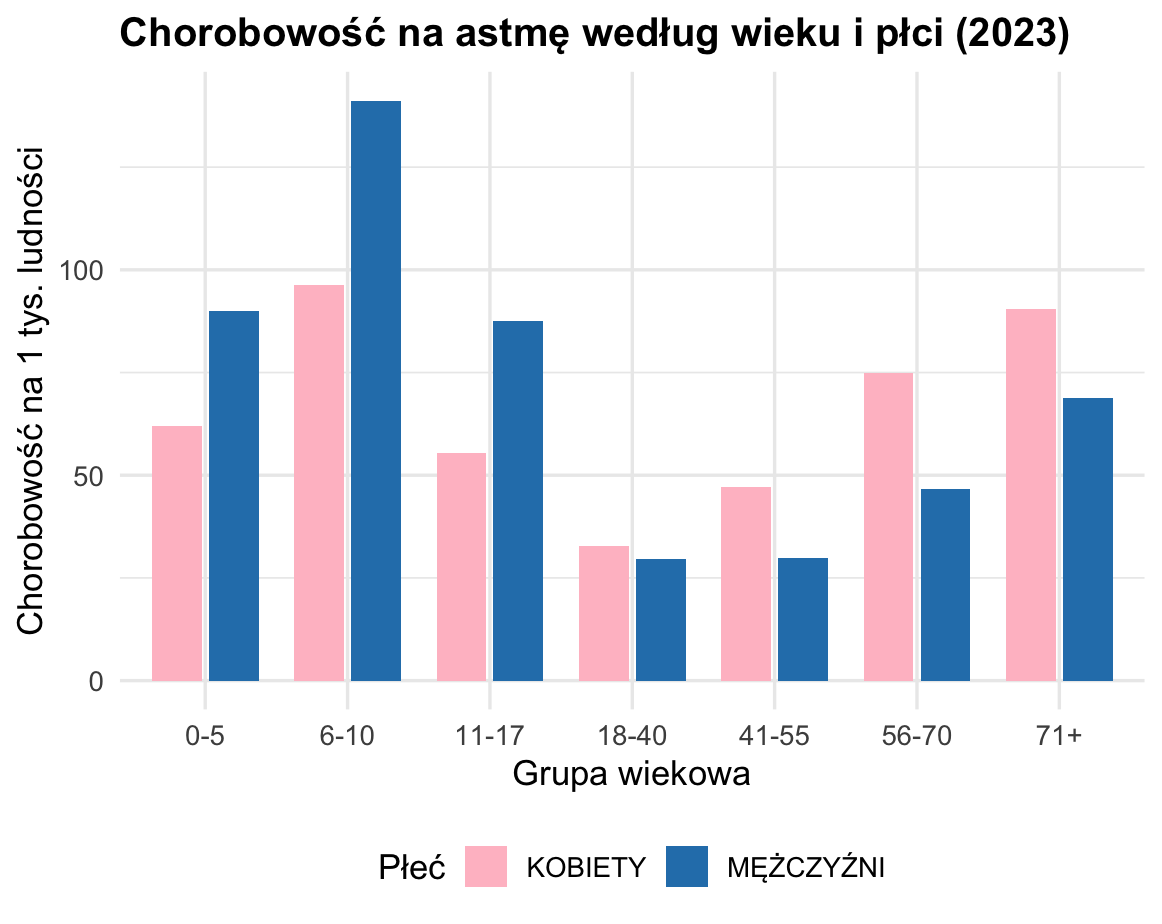 Chorobowość na astmę według wieku i płci (2023)
Chorobowość na 1 tys. ludności
100
50
0
0-5 6-10 11-17 18-40 41-55 56-70 71+
Grupa wiekowa
Płeć KOBIETY MĘŻCZYŹNI